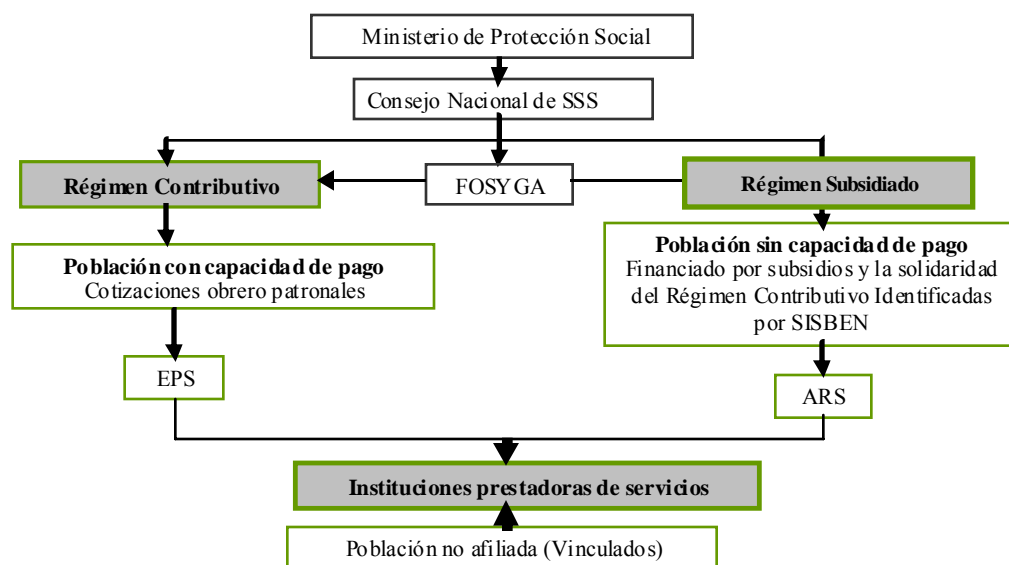 Ministerio de Protección Social
Consejo Nacional de SSS
Régimen Contributivo
FOSYGA
Régimen Subsidiado
Población con capacidad de pago
Cotizaciones obrero patronales
Población sin capacidad de pago
Financiado por subsidios y la solidaridad
del Régimen Contributivo Identificadas
por SISBEN
EPS
ARS
Instituciones prestadoras de servicios
Población no afiliada (Vinculados)